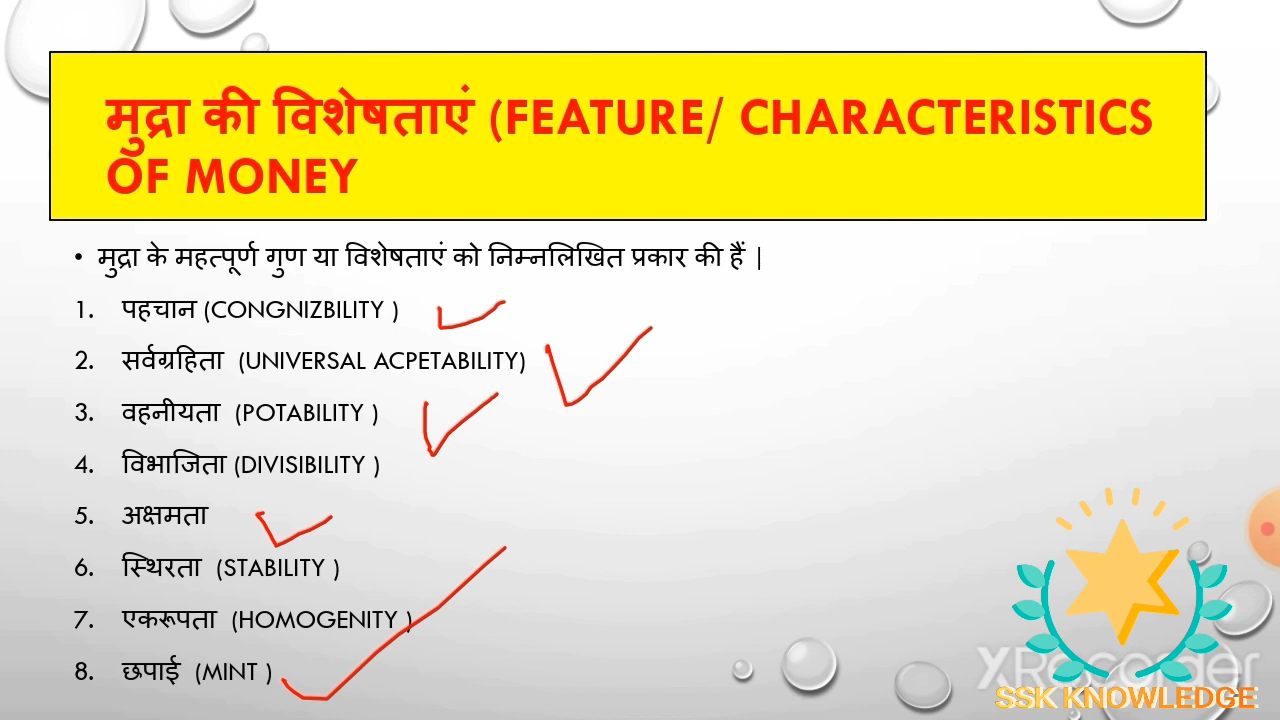 मुद्रा की विशेषताएं (FEATURE/ CHARACTERISTICS
OF MONEY
• मुद्रा के महत्पूर्ण गुण या विशेषताएं को निम्नलिखित प्रकार की हैं |
1. पहचान (CONGNIZBILITY )
2. सर्वग्रहिता (UNIVERSAL ACPETABILITY)
3. वहनीयता (POTABILITY )
4. विभाजिता (DIVISIBILITY )
5. अक्षमता
6. स्थिरता (STABILITY )
7. एकरूपता (HOMOGENITY )
8. छपाई (MINT )
XRecorder
SSK KNOWLEDGE